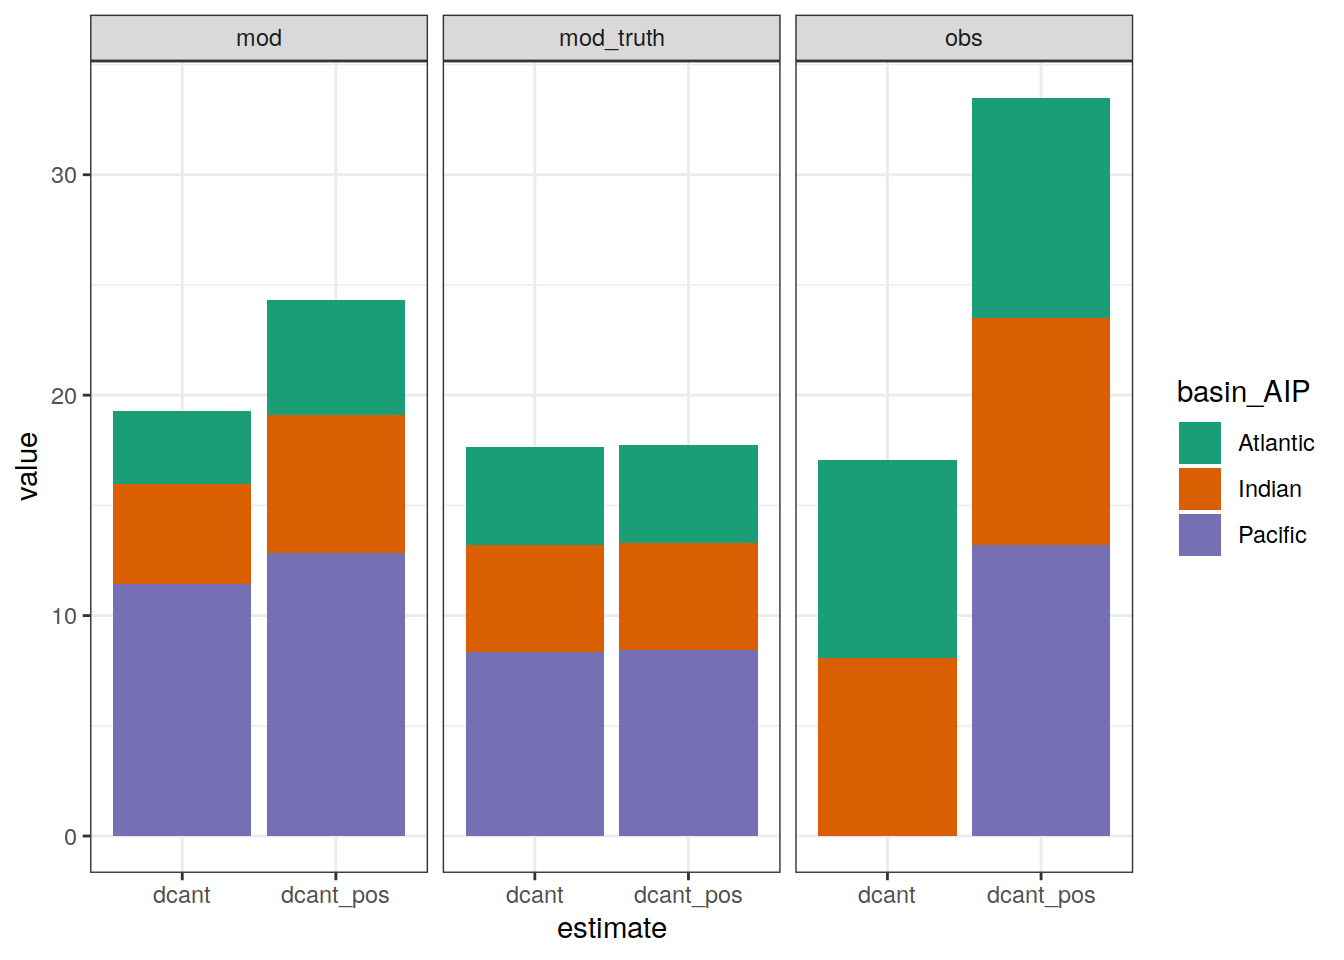 mod mod_truth obs
value
30
20
10
0
dcant dcant_pos dcant dcant_pos dcant dcant_pos
estimate
basin_AIP
Atlantic
Indian
Pacific